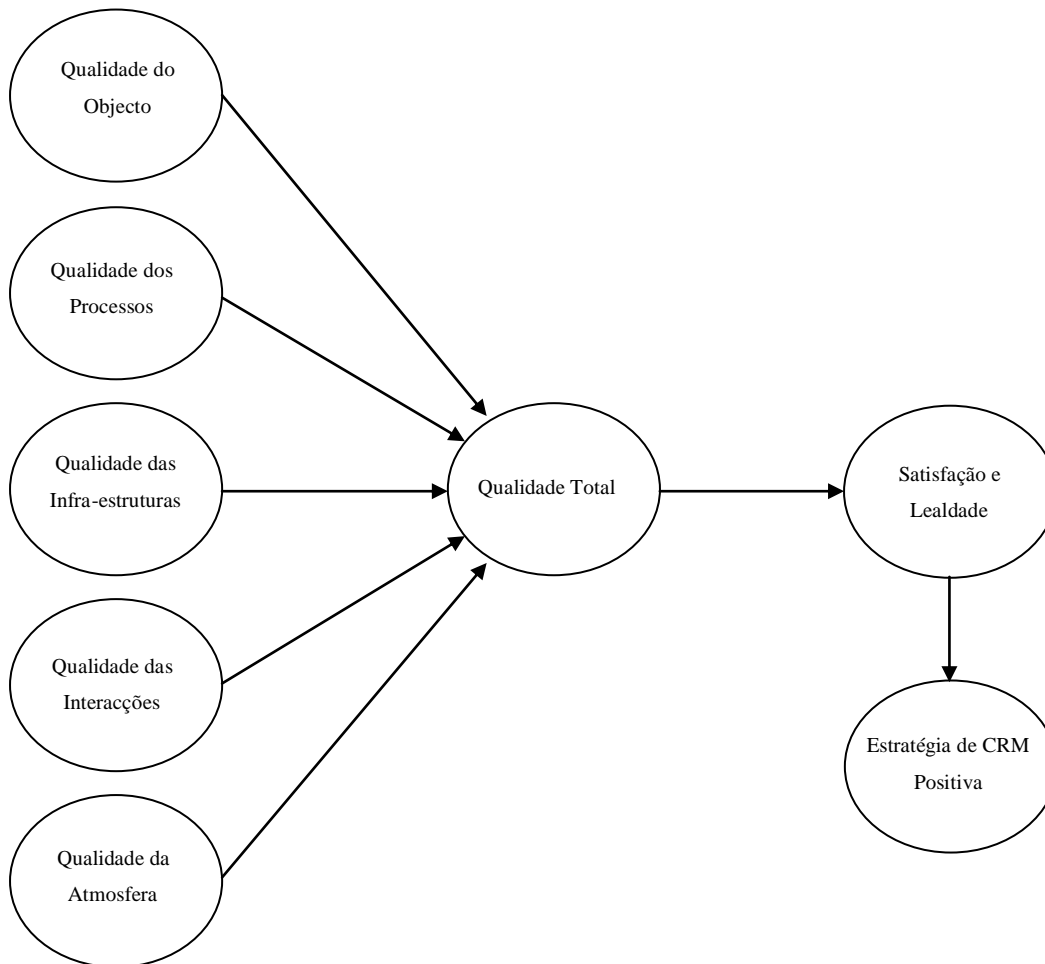 Qualidade do
Objecto
Qualidade dos
Processos
Qualidade das
Infra-estruturas
Qualidade das
Interacções
Qualidade da
Atmosfera
Qualidade Total
Satisfação e
Lealdade
Estratégia de CRM
Positiva